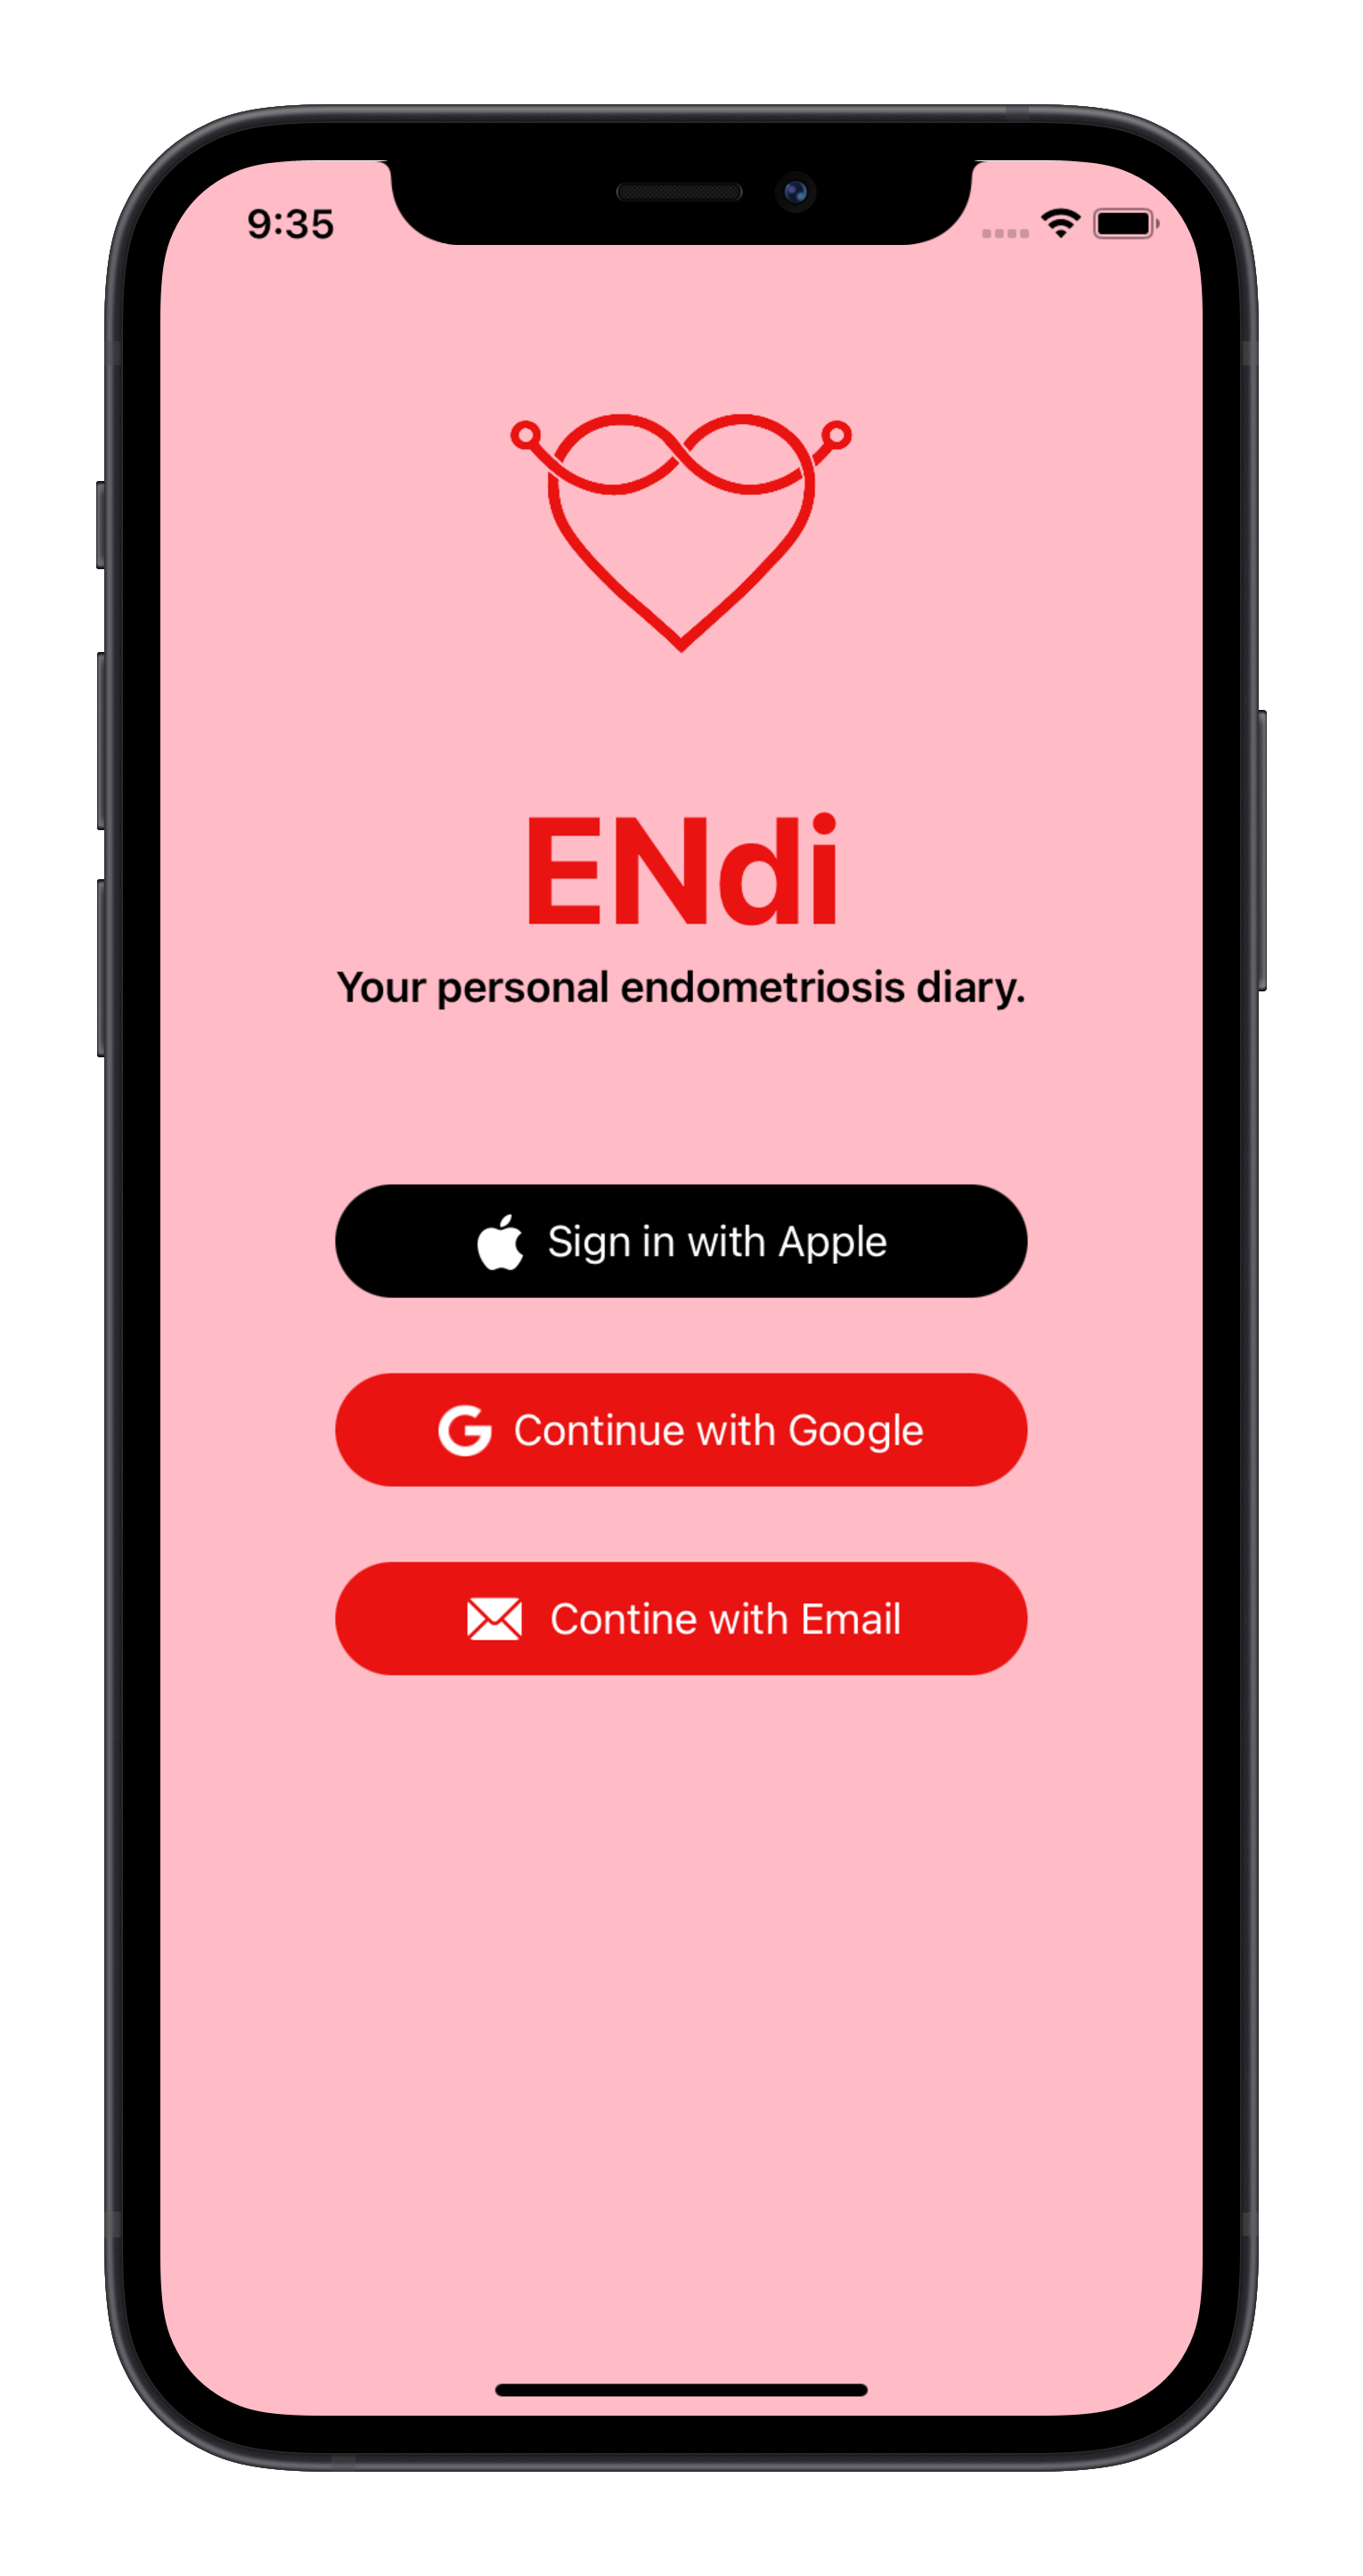 9:35
ENdi
Your personal endometriosis diary.
Sign in with Apple
Continue with Google
Contine with Email